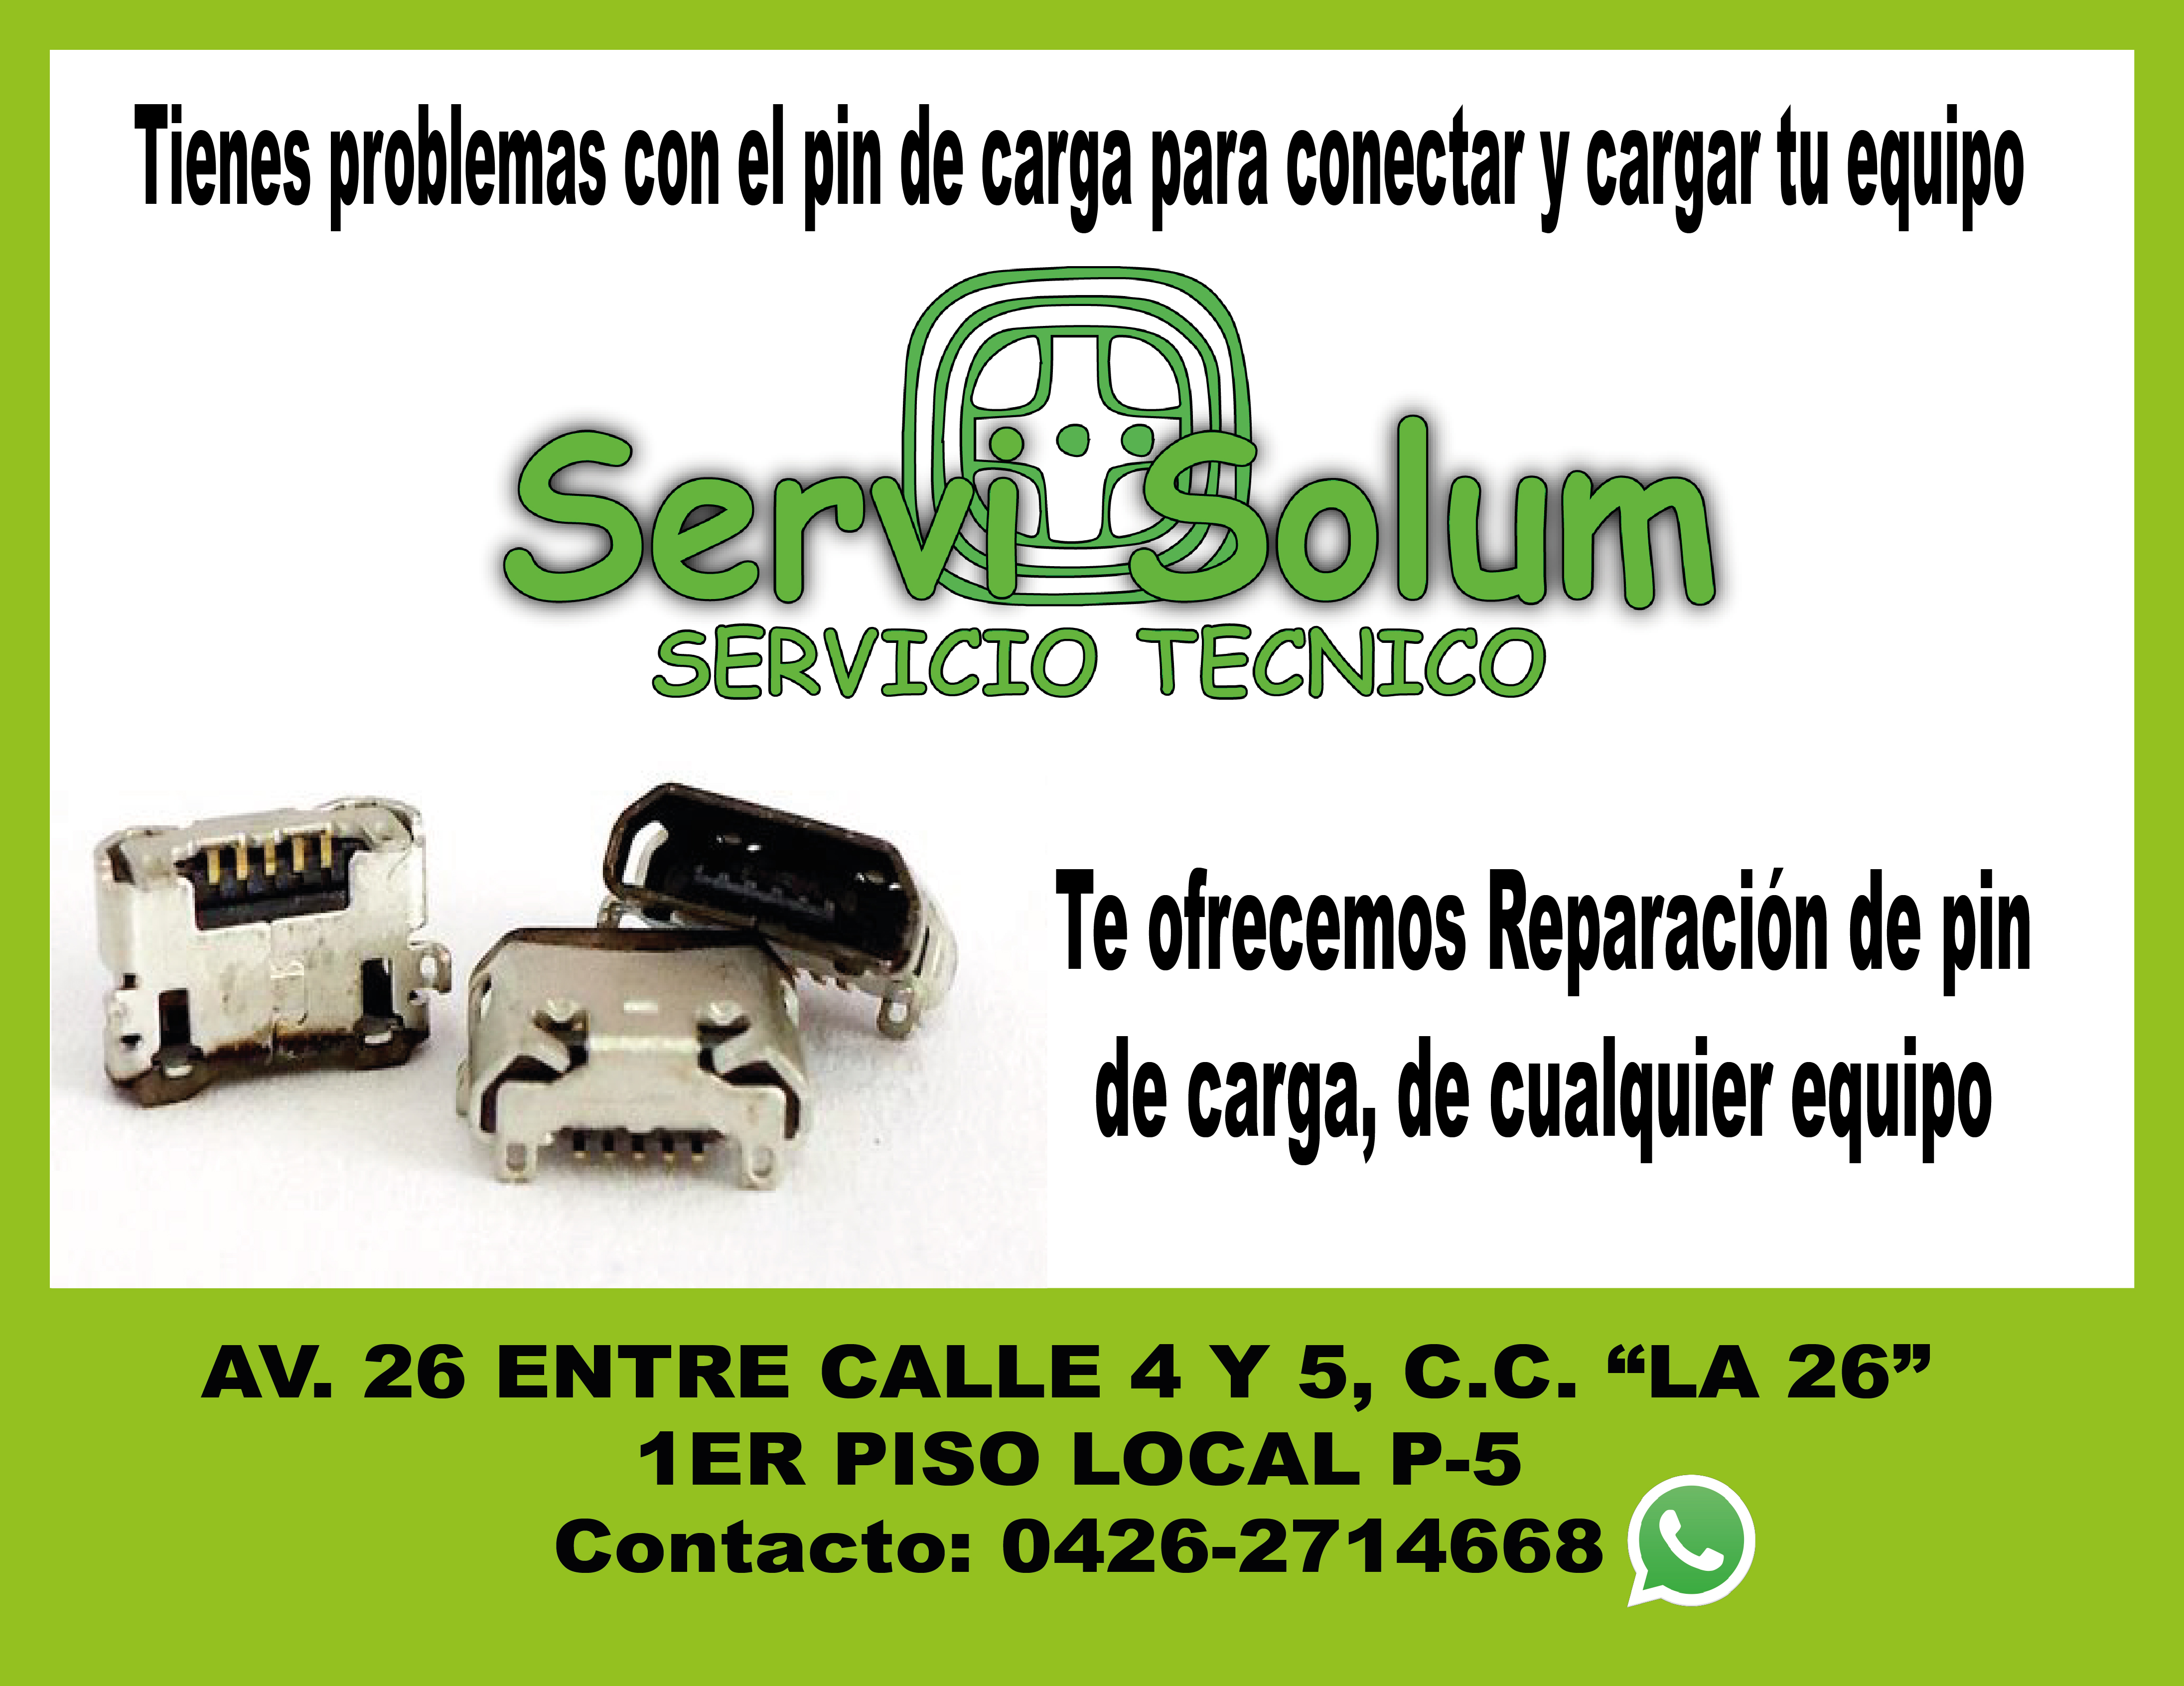 Tienes problemas con el pin de carga para conectar y cargar tu equipo
Servi Solum
SERVICIO TECNICO
Te ofrecemos Reparación de pin
de carga, de cualquier equipo
AV. 26 ENTRE CALLE 4 Y 5, C.C. “LA 26”
1ER PISO LOCAL P-5
Contacto: 0426-2714668